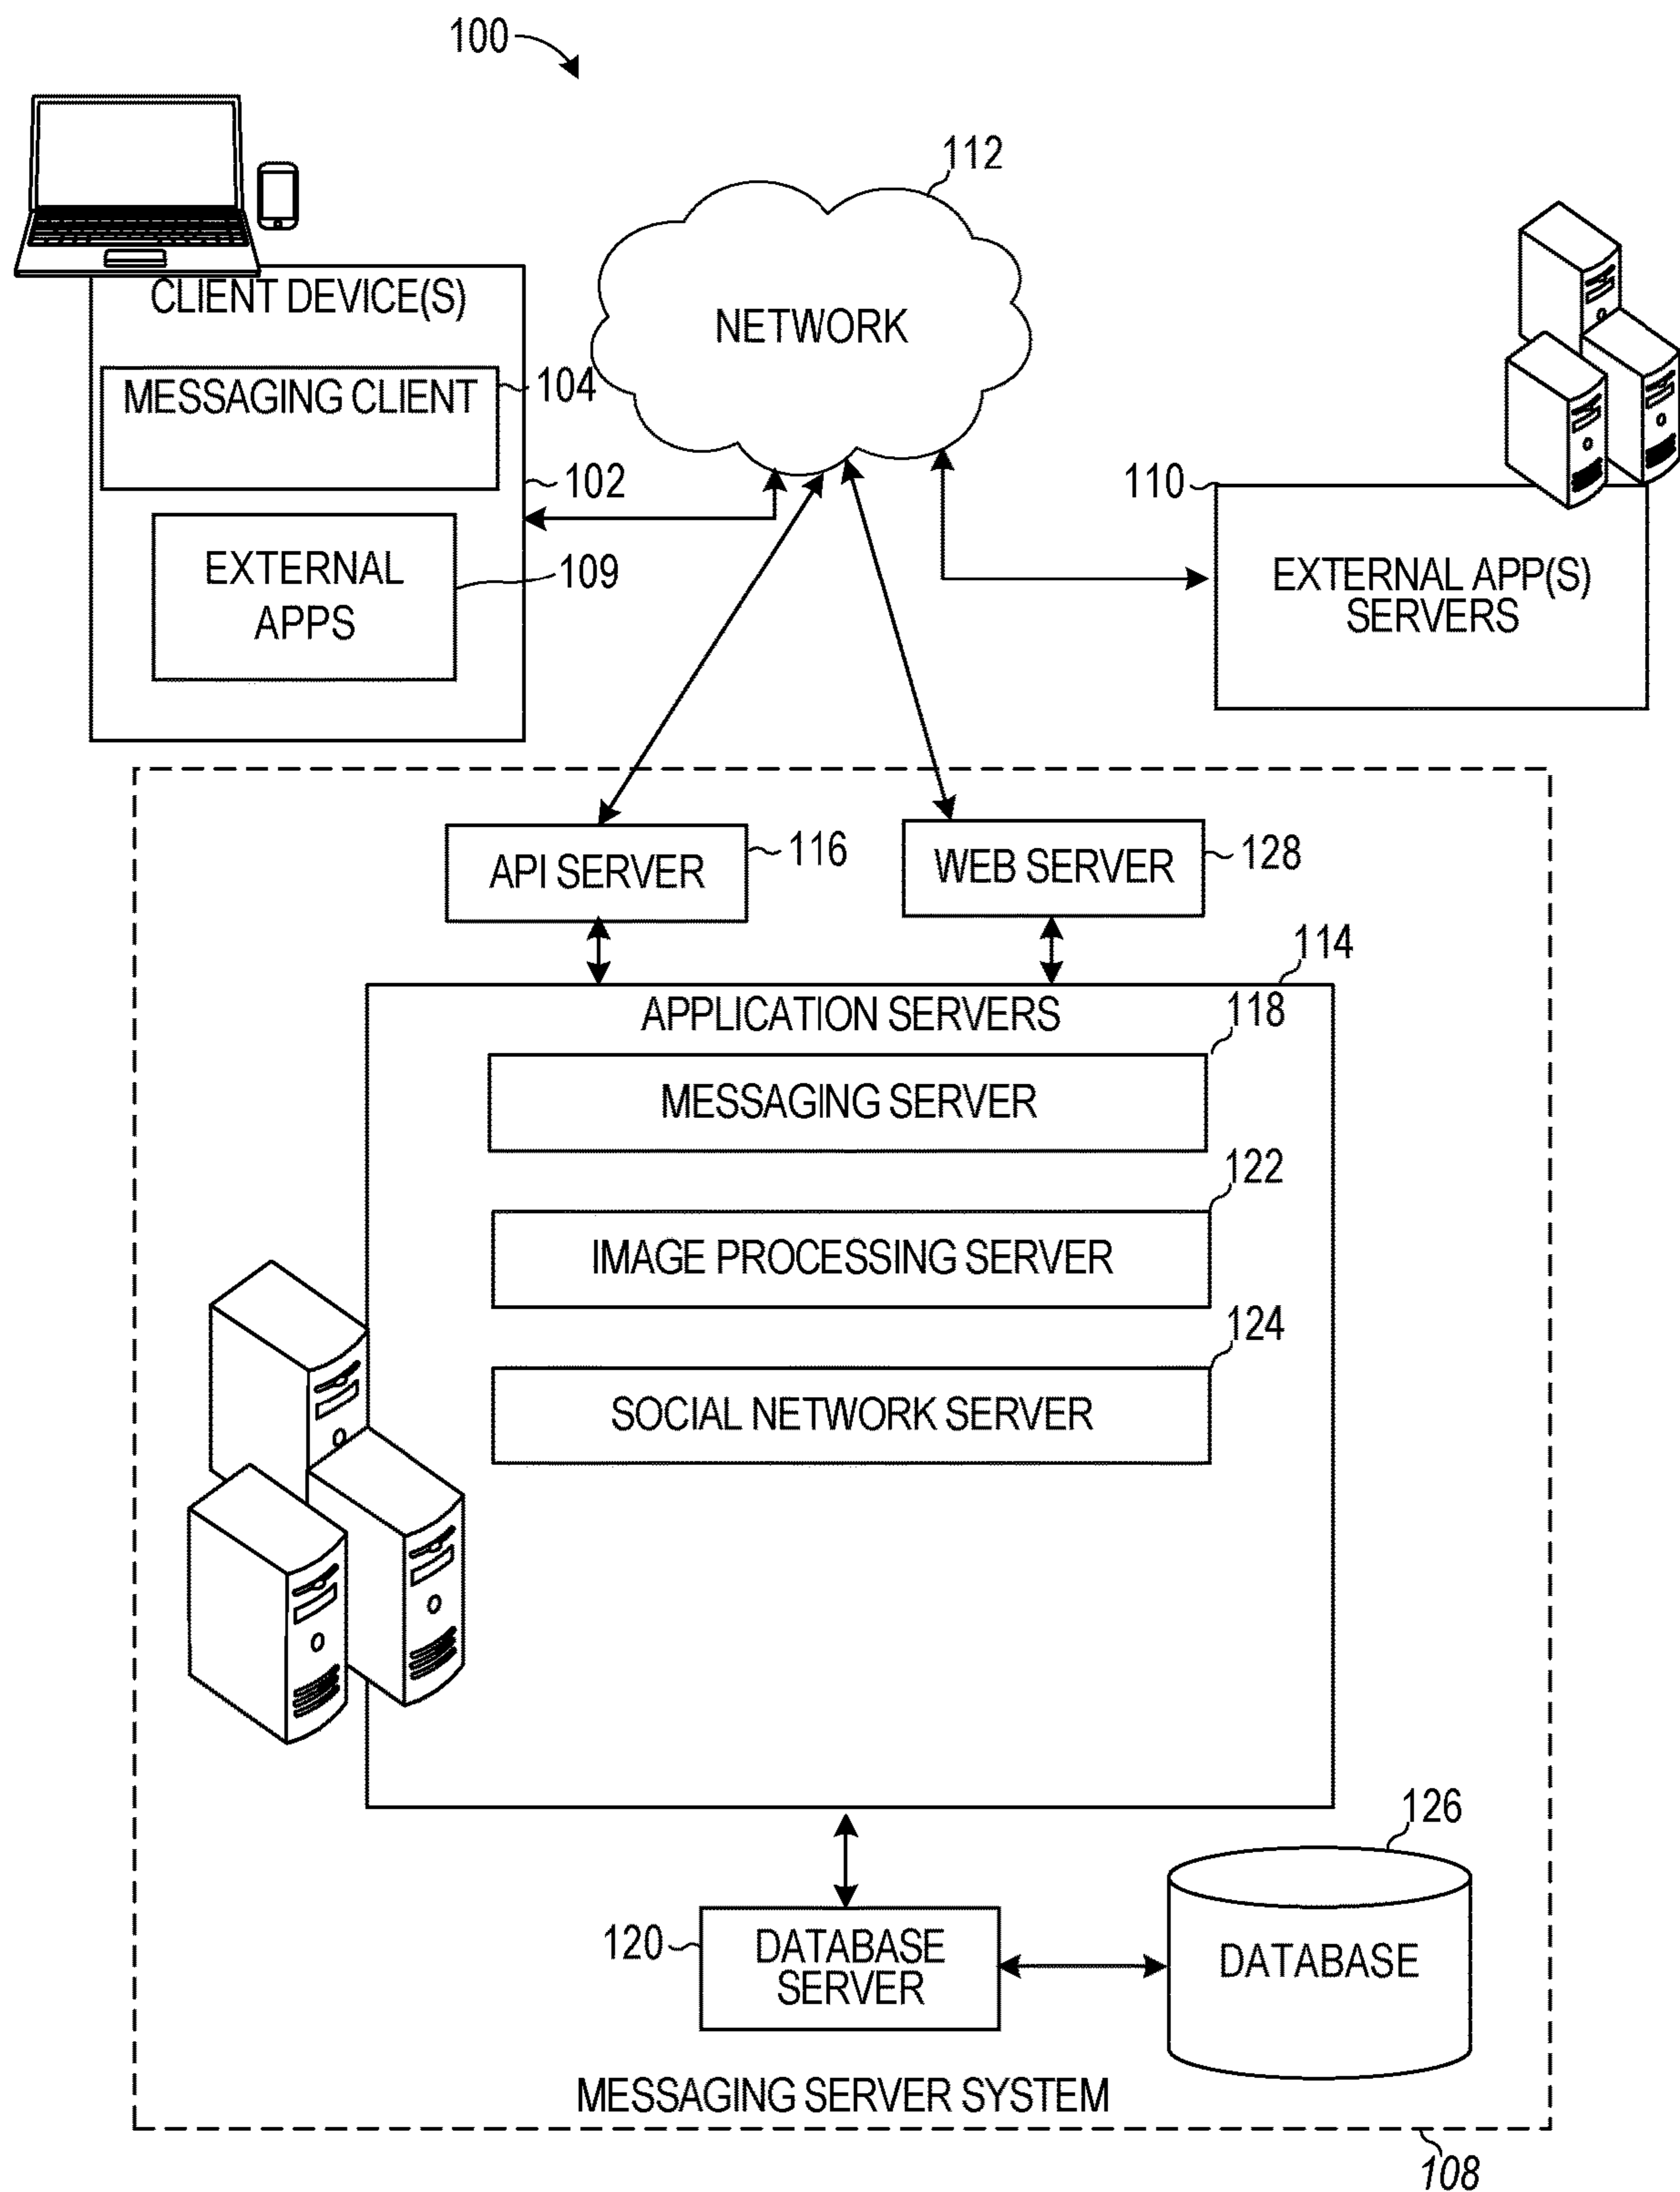 100
112
CLIENT DEVICE(S)
NETWORK
MESSAGING CLIENT
104
102
110
EXTERNAL
APPS
109
EXTERNAL APP(S)
SERVERS
API SERVER
116
WEB SERVER
128
114
APPLICATION SERVERS
118
MESSAGING SERVER
122
IMAGE PROCESSING SERVER
124
SOCIAL NETWORK SERVER
126
120
DATABASE
SERVER
DATABASE
MESSAGING SERVER SYSTEM
108